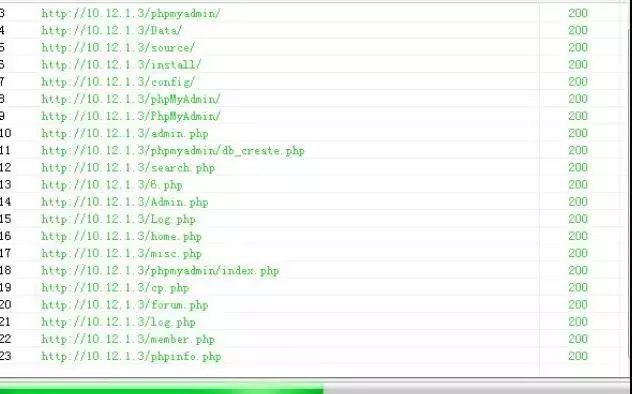 3 http://10.12.1.3/phpmyadmin/ 200
4 http://10.12.1.3/Data/ 200
5 http://10.12.1.3/source/ 200
6 http://10.12.1.3/install/ 200
7 http://10.12.1.3/config/ 200
8 http://10.12.1.3/phpMyAdmin/ 200
9 http://10.12.1.3/PhpMyAdmin/ 200
10 http://10.12.1.3/admin.php 200
11 http://10.12.1.3/phpmyadmin/db_create.php 200
12 http://10.12.1.3/search.php 200
13 http://10.12.1.3/6.php 200
14 http://10.12.1.3/Admin.php 200
15 http://10.12.1.3/Log.php 200
16 http://10.12.1.3/home.php 200
17 http://10.12.1.3/misc.php 200
18 http://10.12.1.3/phpmyadmin/index.php 200
19 http://10.12.1.3/cp.php 200
20 http://10.12.1.3/forum.php 200
21 http://10.12.1.3/log.php 200
22 http://10.12.1.3/member.php 200
23 http://10.12.1.3/phpinfo.php 200